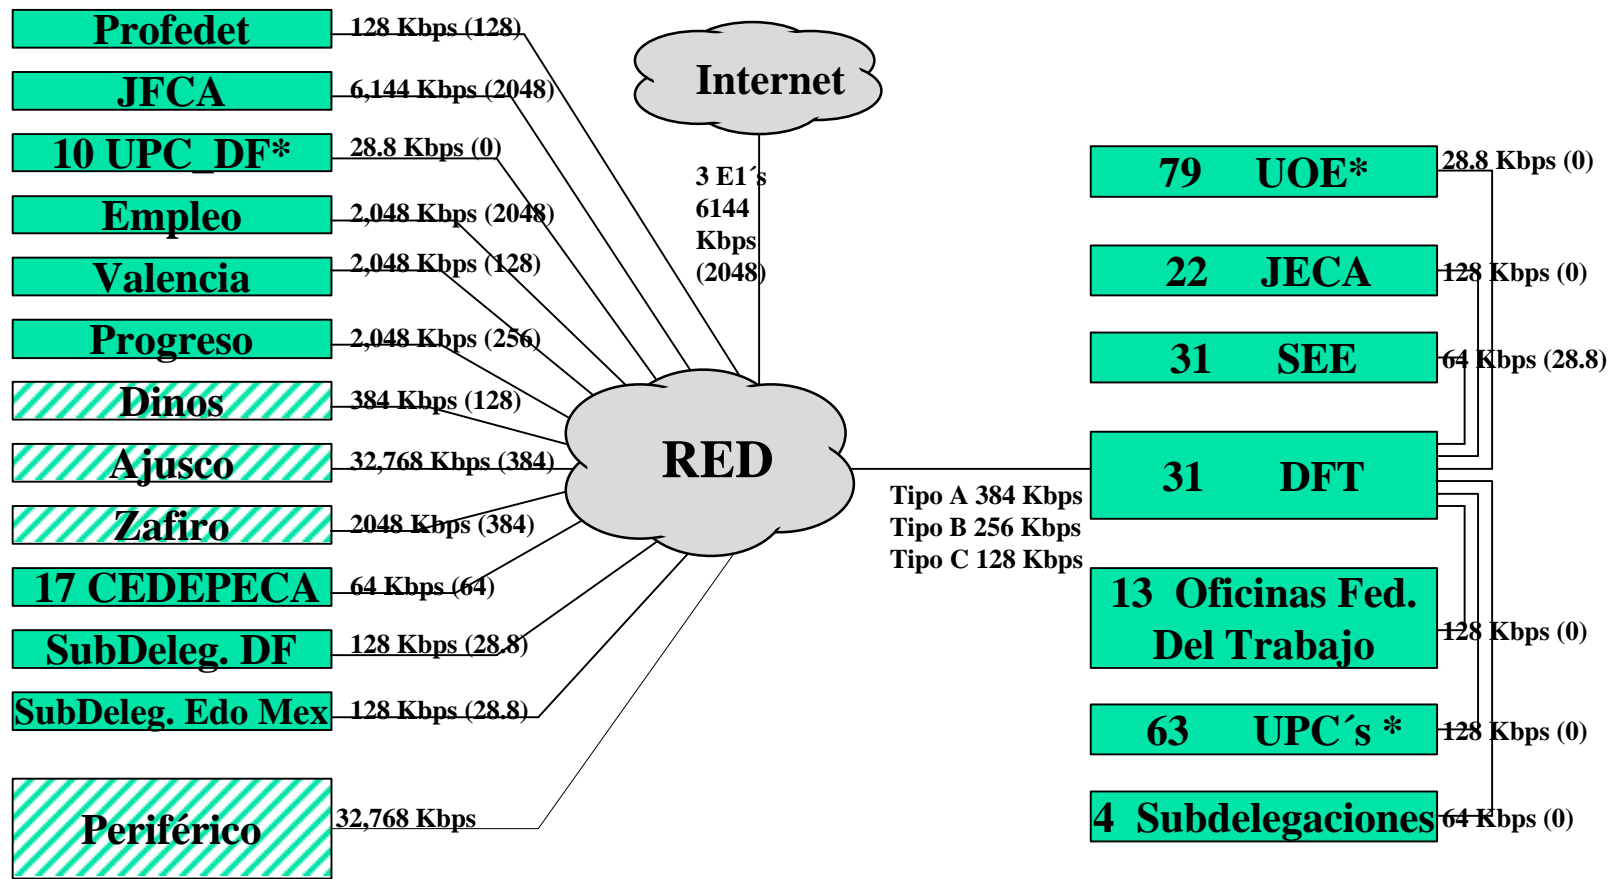 Profedet
128 Kbps (128)
JFCA
6,144 Kbps (2048)
10 UPC_DF*
28.8 Kbps (0)
Empleo
2,048 Kbps (2048)
Valencia
2,048 Kbps (128)
Progreso
2,048 Kbps (256)
Dinos
384 Kbps (128)
Ajusco
32,768 Kbps (384)
Zafiro
2048 Kbps (384)
17 CEDEPECA
64 Kbps (64)
SubDeleg. DF
128 Kbps (28.8)
SubDeleg. Edo Mex
128 Kbps (28.8)
Periférico
32,768 Kbps
Internet
3 E1´s
6144
Kbps
(2048)
RED
Tipo A 384 Kbps
Tipo B 256 Kbps
Tipo C 128 Kbps
79 UOE*
28.8 Kbps (0)
22 JECA
128 Kbps (0)
31 SEE
64 Kbps (28.8)
31 DFT
13 Oficinas Fed.
Del Trabajo
128 Kbps (0)
63 UPC´s *
128 Kbps (0)
4 Subdelegaciones
64 Kbps (0)